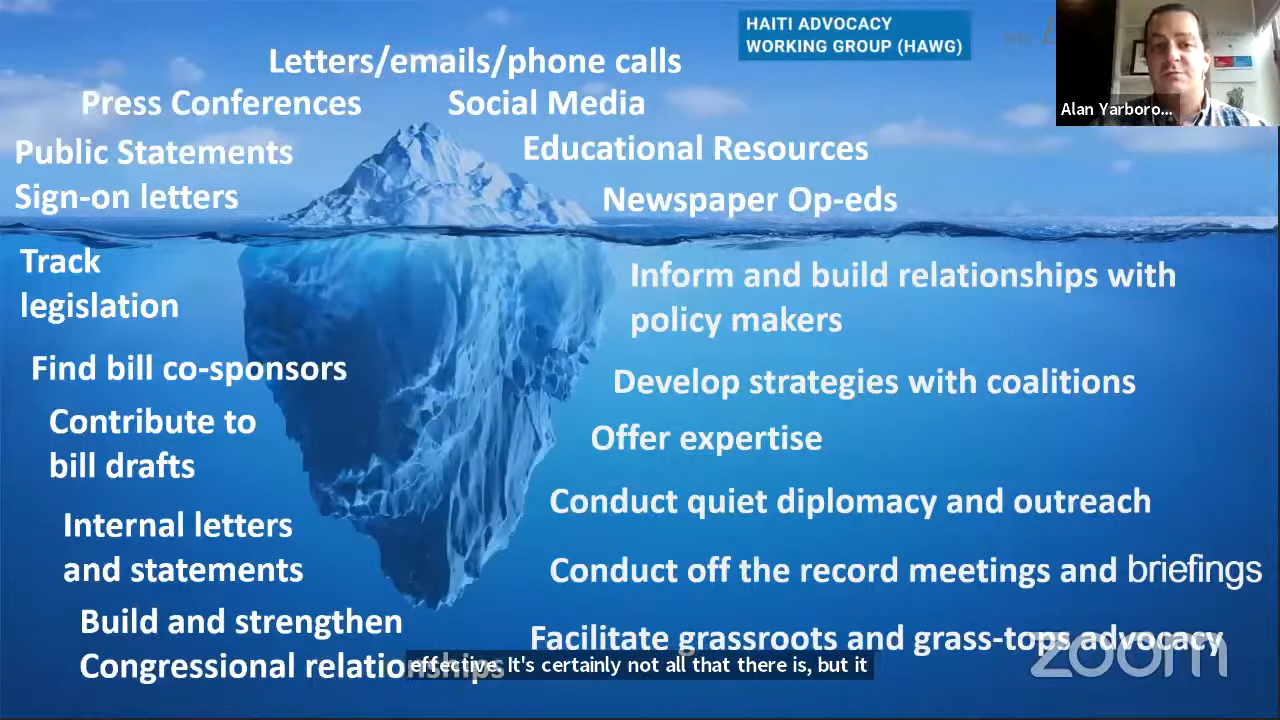 HAITI ADVOCACY
WORKING GROUP (HAWG)
Alan Yarboro...
Letters/emails/phone calls
Press Conferences
Social Media
Public Statements
Educational Resources
Sign-on letters
Newspaper Op-eds
Track
legislation
Find bill co-sponsors
Contribute to
bill drafts
Internal letters
and statements
Build and strengthen
Congressional relationships
Inform and build relationships with
policy makers
Develop strategies with coalitions
Offer expertise
Conduct quiet diplomacy and outreach
Conduct off the record meetings and briefings
Facilitate grassroots and grass-tops advocacy
effective. It's certainly not all that there is, but it
zoom